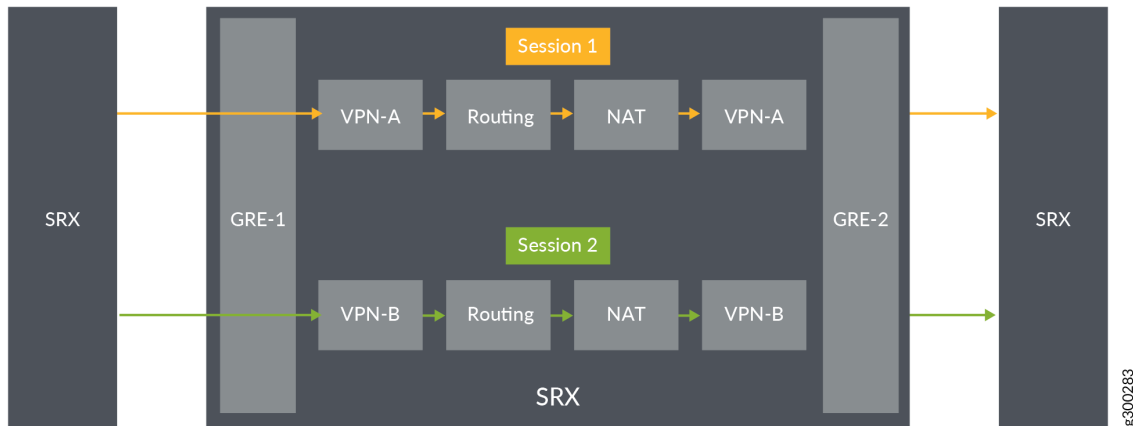 Session 1
VPN-A
Routing
NAT
VPN-A
SRX
GRE-1
GRE-2
SRX
Session 2
VPN-B
Routing
NAT
VPN-B
SRX
g300283